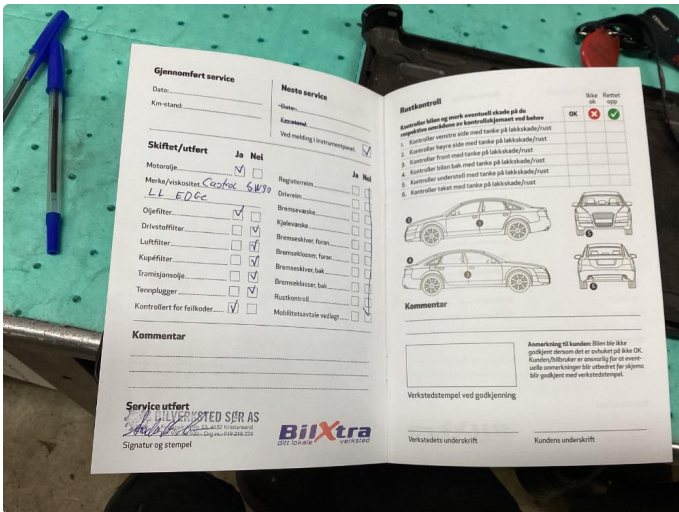 Gjennomført service
Dato:
Km-stand:
Neste service
Dato:
Km-stand
Ved melding i instrumentpanel
Skiftet/utført
Ja Nei
Motorolje
Merke/viskositet Castrol 5W30
LL EDGE
Oljefilter
Drivstoffilter
Luftfilter
Kupéfilter
Tramisjonsolje
Tennplugger
Kontrollert for feilkoder
Ja Nei
Registerreim
Drivreim
Bremsevæske
Kjølevæske
Bremseskiver, foran
Bremseklosser, foran
Bremseskiver, bak
Bremseklosser, bak
Rustkontroll
Mobilitetsavtale vedlagt
Kommentar
Service utført
BILVERKSTED SØR AS
Kristiansand
Signatur og stempel
BilXtra
ditt lokale verksted
Rustkontroll
Kontroller bilen og merk eventuell skade på de
respektive områdene av kontrollskjemaet ved behov
OK
Ikke ok
Rettet opp
1. Kontroller venstre side med tanke på lakkskade/rust
2. Kontroller høyre side med tanke på lakkskade/rust
3. Kontroller front med tanke på lakkskade/rust
4. Kontroller bilen bak med tanke på lakkskade/rust
5. Kontroller understell med tanke på lakkskade/rust
6. Kontroller taket med tanke på lakkskade/rust
Kommentar
Anmerkning til kunden: Bilen ble ikke
godkjent dersom det er avhuket på ikke OK.
Kunden/bilbruker er ansvarlig for at event-
uelle anmerkninger blir utbedret før skjema
blir godkjent med verkstedstempel.
Verkstedstempel ved godkjenning
Verkstedets underskrift
Kundens underskrift